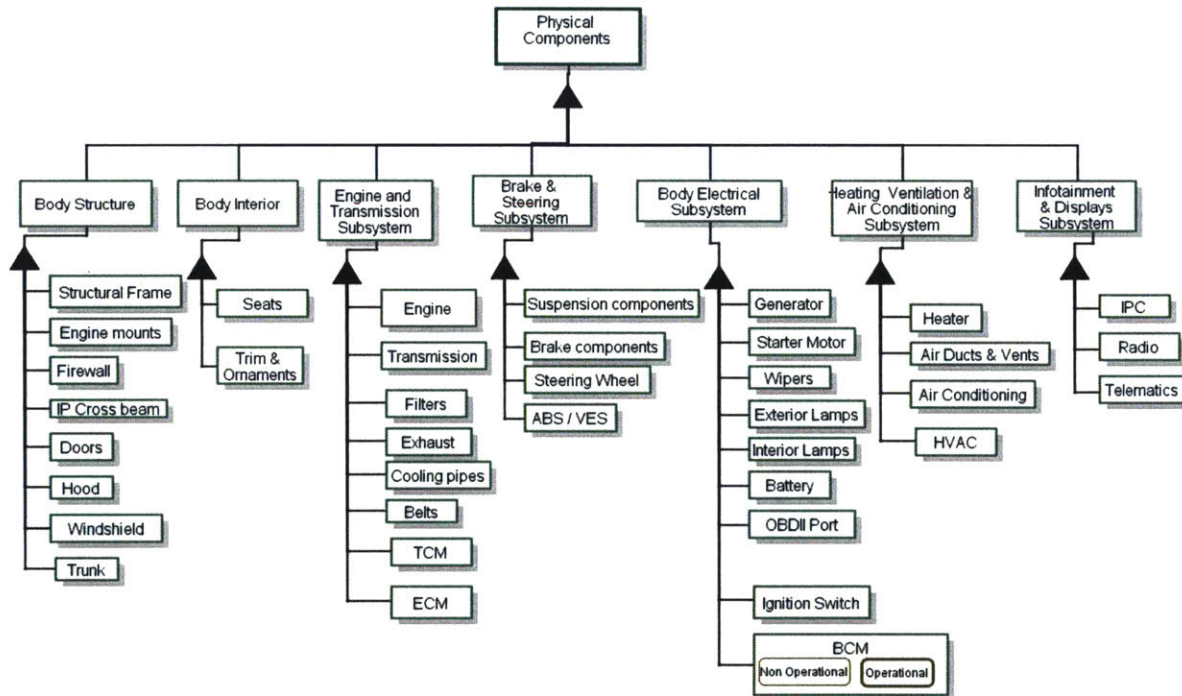 Physical
Components
Body Structure
Body Interior
Engine and
Transmission
Subsystem
Brake &
Steering
Subsystem
Body Electrical
Subsystem
Heating Ventilation &
Air Conditioning
Subsystem
Infotainment
& Displays
Subsystem
Structural Frame
Engine mounts
Firewall
IP Cross beam
Doors
Hood
Windshield
Trunk
Seats
Trim &
Ornaments
Engine
Transmission
Filters
Exhaust
Cooling pipes
Belts
TCM
ECM
Suspension components
Brake components
Steering Wheel
ABS / VES
Generator
Starter Motor
Wipers
Exterior Lamps
Interior Lamps
Battery
OBDII Port
Ignition Switch
BCM
Non Operational
Operational
Heater
Air Ducts & Vents
Air Conditioning
HVAC
IPC
Radio
Telematics